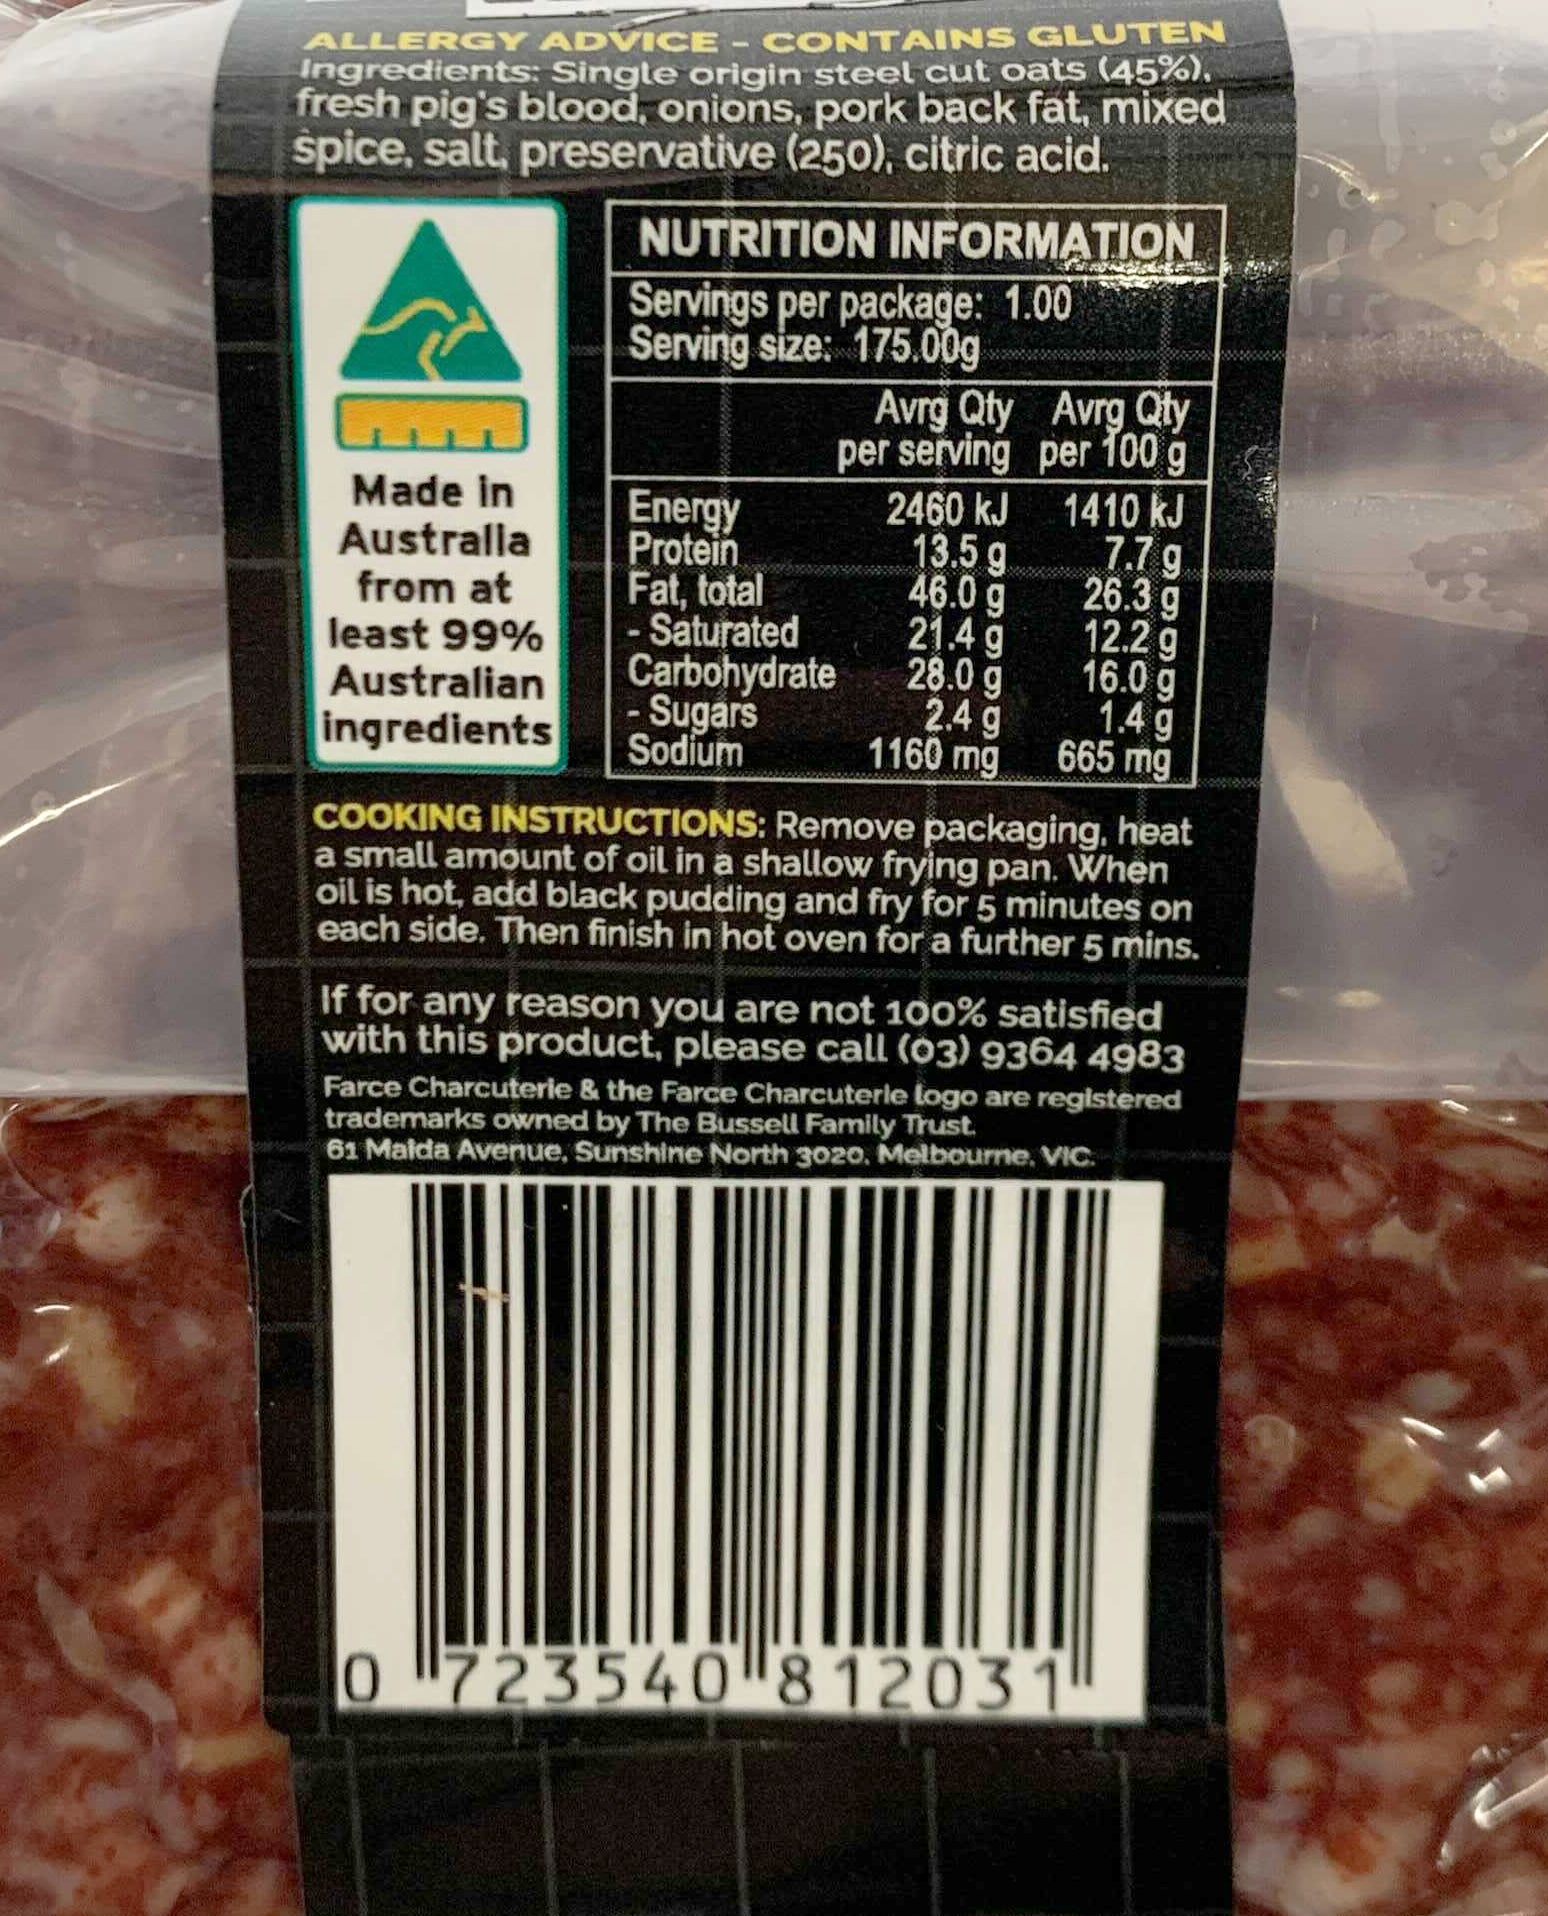 ALLERGY ADVICE - CONTAINS GLUTEN
Ingredients: Single origin steel cut oats (45%),
fresh pig's blood, onions, pork back fat, mixed
spice, salt, preservative (250), citric acid.
Made in
Australia
from at
least 99%
Australian
ingredients
NUTRITION INFORMATION
Servings per package: 1.00
Serving size: 175.00g
Avrg Qty Avrg Qty
per serving per 100 g
Energy 2460 kJ 1410 kJ
Protein 13.5 g 7.7 g
Fat, total 46.0 g 26.3 g
- Saturated 21.4 g 12.2 g
Carbohydrate 28.0 g 16.0 g
- Sugars 2.4 g 1.4 g
Sodium 1160 mg 665 mg
COOKING INSTRUCTIONS: Remove packaging, heat
a small amount of oil in a shallow frying pan. When
oil is hot, add black pudding and fry for 5 minutes on
each side. Then finish in hot oven for a further 5 mins.
If for any reason you are not 100% satisfied
with this product, please call (03) 9364 4983
Farce Charcuterie & the Farce Charcuterie logo are registered
trademarks owned by The Bussell Family Trust.
61 Maida Avenue, Sunshine North 3020, Melbourne, VIC.
0 723540 812031